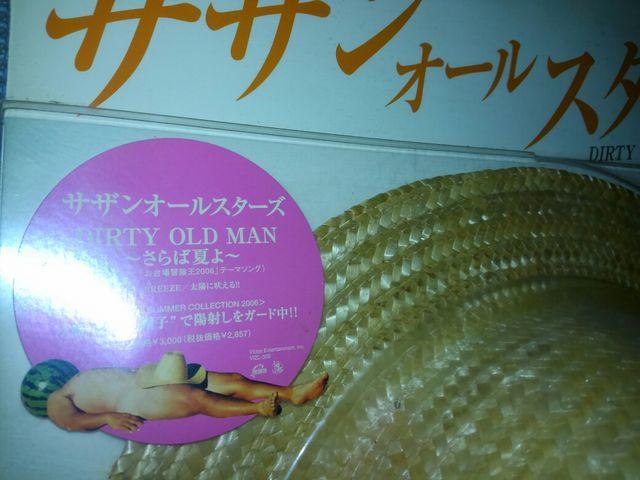 サザンオールスタ
DIRTY
サザンオールスターズ
DIRTY OLD MAN
〜さらば夏よ〜
お台場冒険王2006」テーマソング)
BREEZE/太陽に吠える!!
SUMMER COLLECTION 2006>
子"で陽射しをガード中!!
¥3,000(税抜価格¥2,857)
Victor Entertainment, Inc.